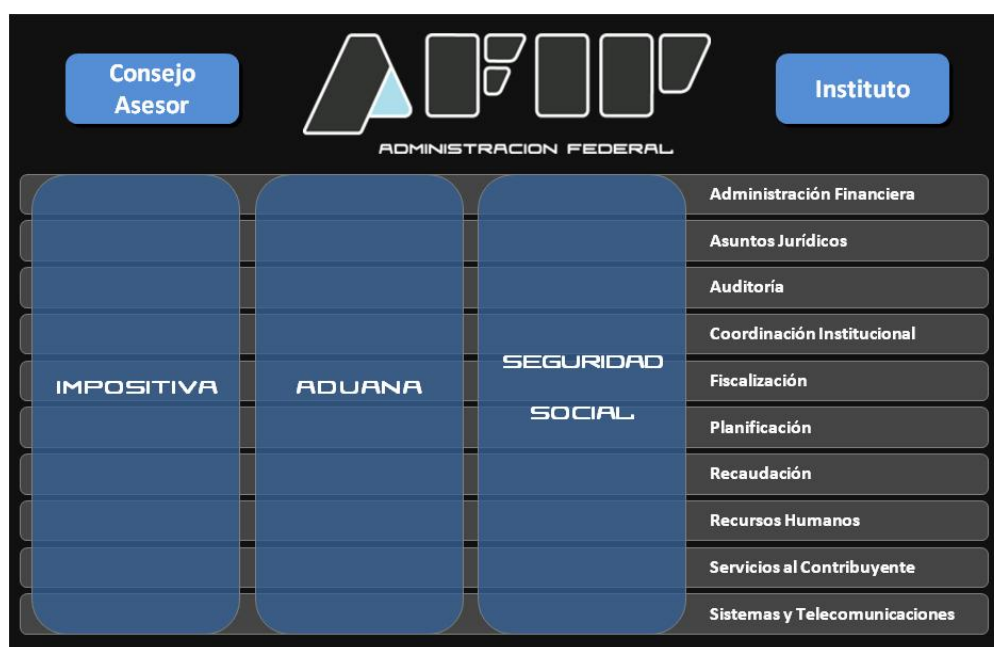 Consejo
Asesor
AFIP
ADMINISTRACION FEDERAL
Instituto
Administración Financiera
Asuntos Jurídicos
Auditoría
Coordinación Institucional
Fiscalización
Planificación
Recaudación
Recursos Humanos
Servicios al Contribuyente
Sistemas y Telecomunicaciones
IMPOSITIVA
ADUANA
SEGURIDAD
SOCIAL